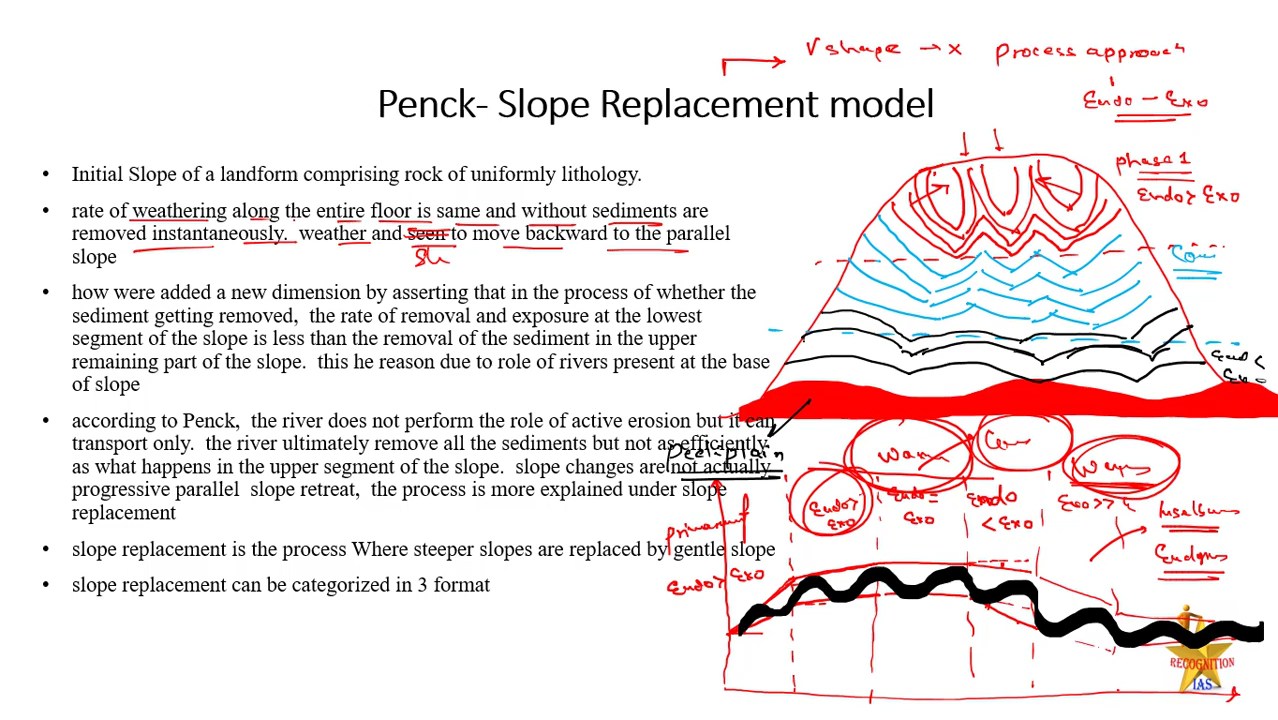 V shape → x process approach
Endo - Exo
Penck- Slope Replacement model
phase 1
Endo > Exo
• Initial Slope of a landform comprising rock of uniformly lithology.
• rate of weathering along the entire floor is same and without sediments are
removed instantaneously. weather and seen to move backward to the parallel
slope
• how were added a new dimension by asserting that in the process of whether the
sediment getting removed, the rate of removal and exposure at the lowest
segment of the slope is less than the removal of the sediment in the upper
remaining part of the slope. this he reason due to role of rivers present at the base
of slope
• according to Penck, the river does not perform the role of active erosion but it can
transport only. the river ultimately remove all the sediments but not as efficiently
as what happens in the upper segment of the slope. slope changes are not actually
progressive parallel slope retreat, the process is more explained under slope
replacement
• slope replacement is the process Where steeper slopes are replaced by gentle slope
• slope replacement can be categorized in 3 format
Endo <
Exo
Endo >
Exo
Endo =
Exo
Endo
< Exo
Endo > Exo
RECOGNITION
IAS